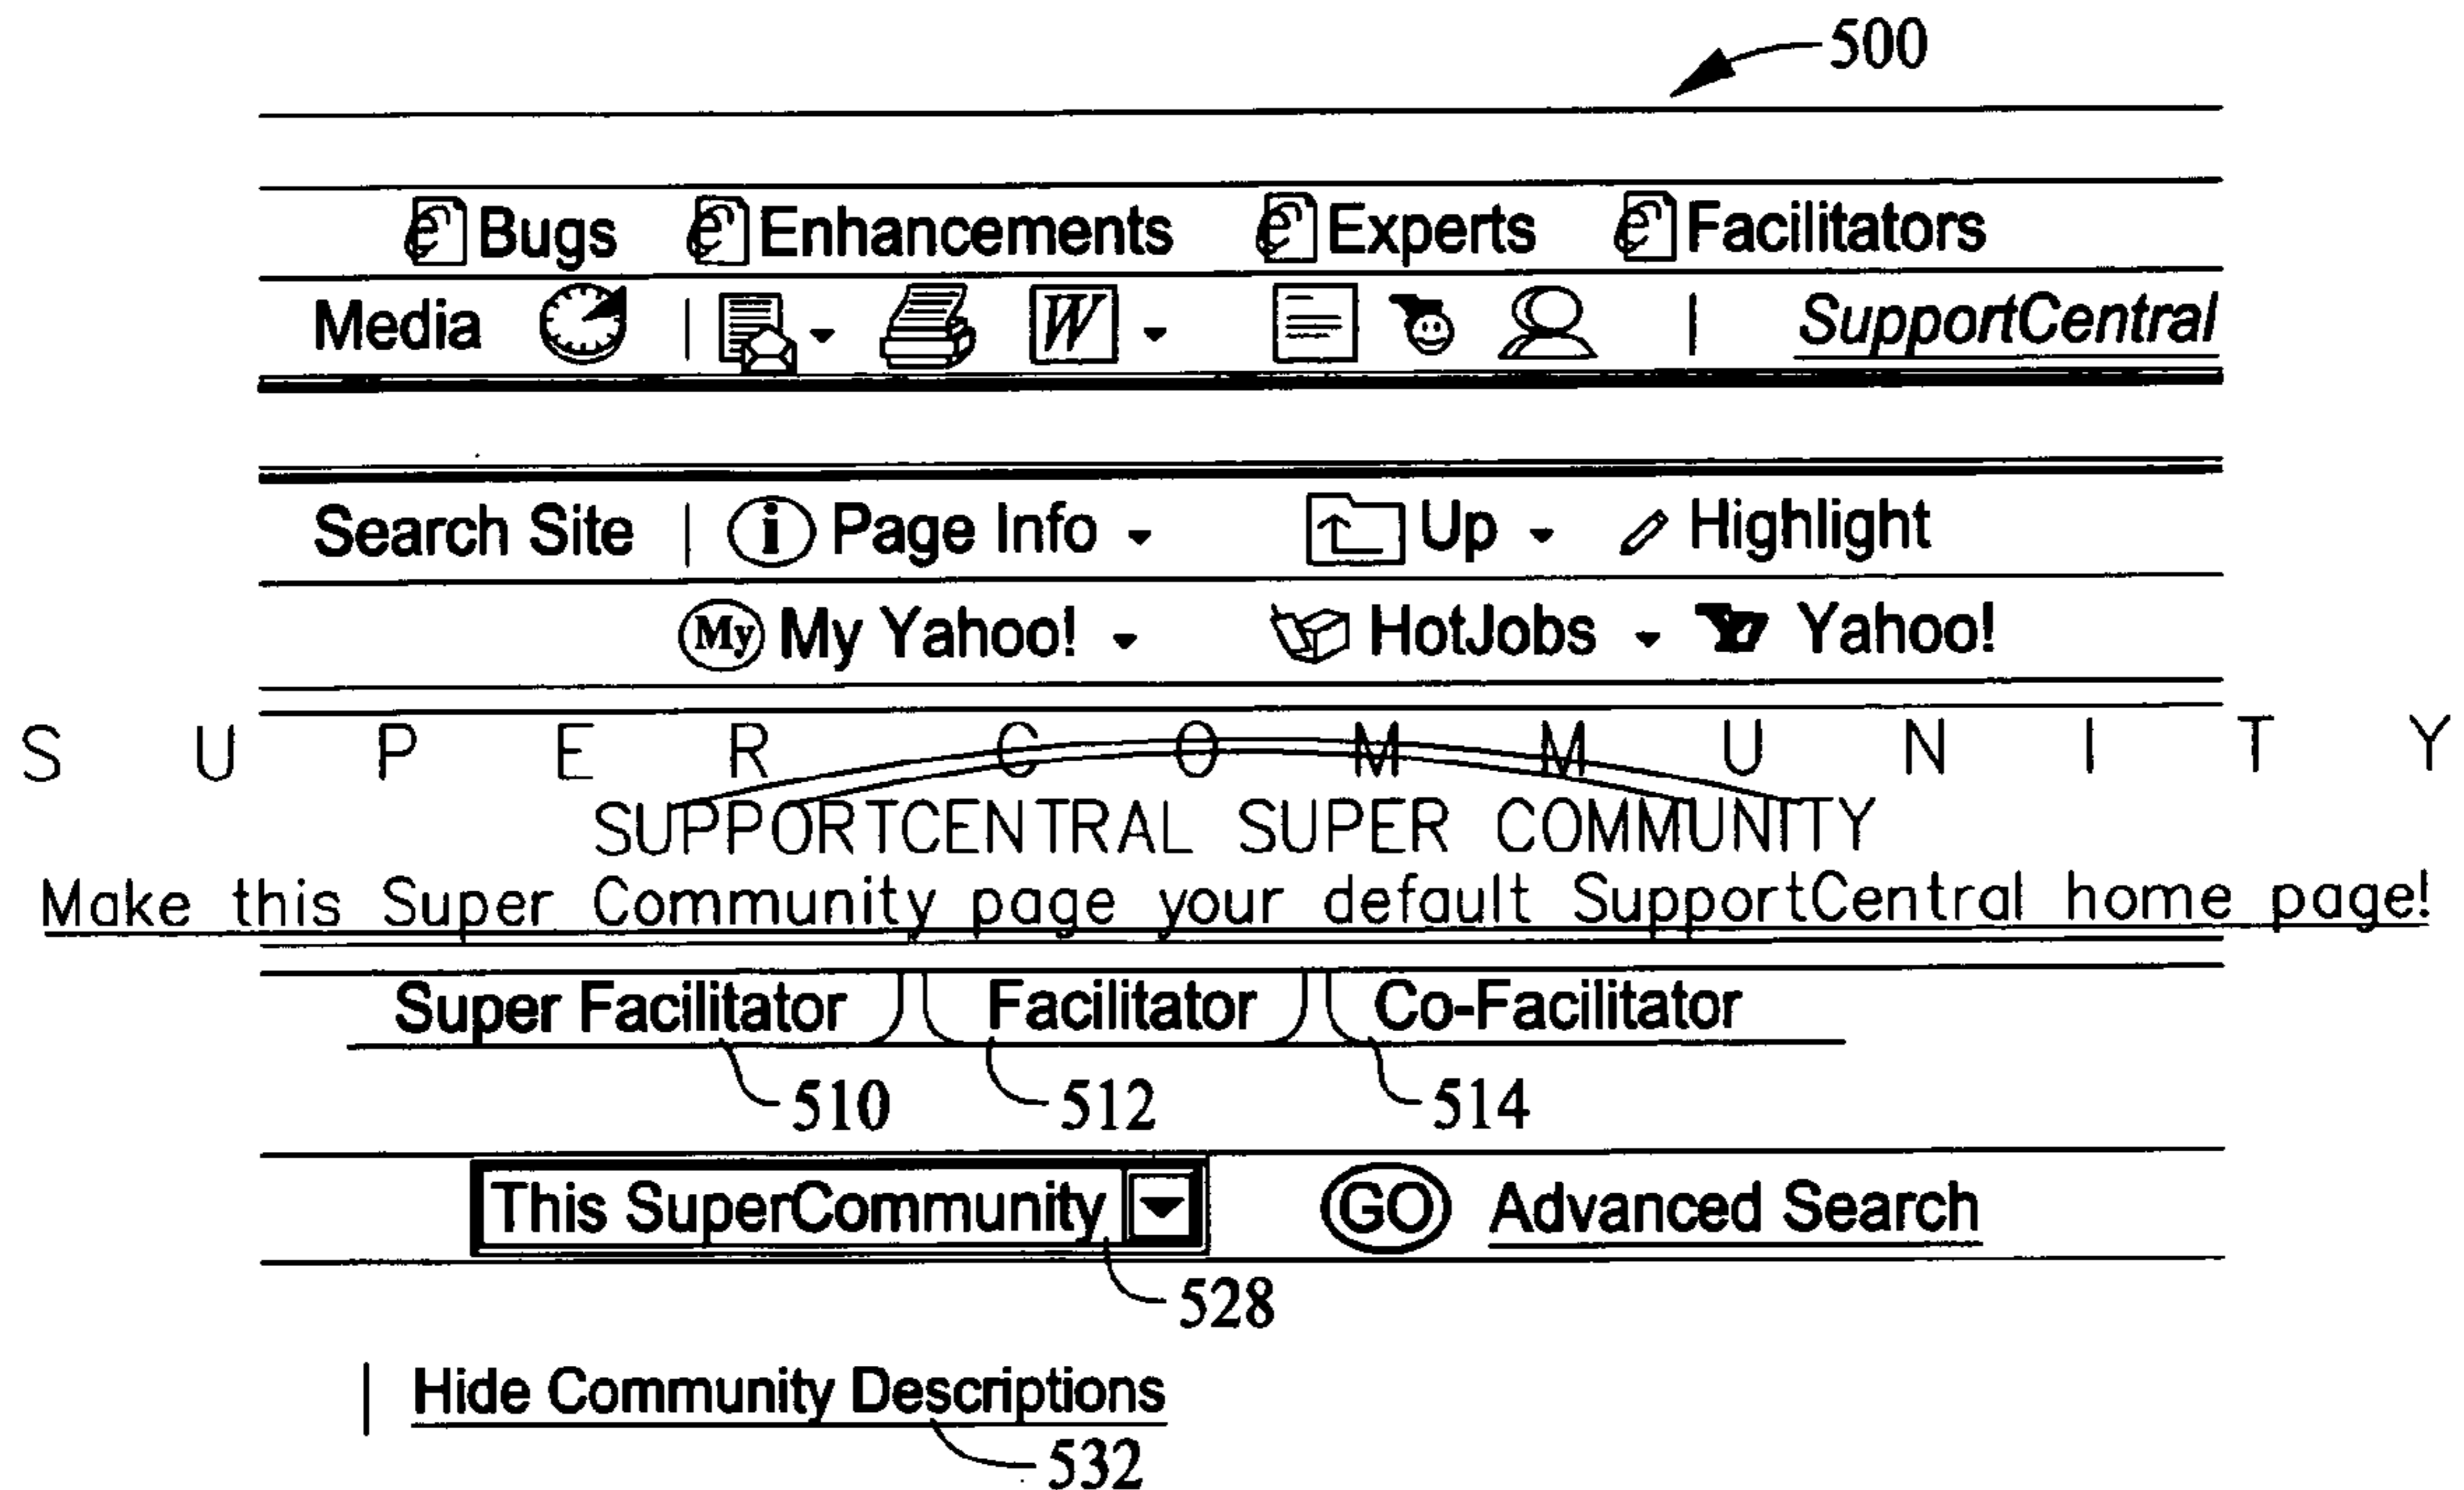 500
Bugs Enhancements Experts Facilitators
Media | W | SupportCentral
Search Site | i Page Info Up Highlight
My My Yahoo! HotJobs Y Yahoo!
S U P E R C O M M U N I T Y
SUPPORTCENTRAL SUPER COMMUNITY
Make this Super Community page your default SupportCentral home page!
Super Facilitator Facilitator Co-Facilitator
510 512 514
This SuperCommunity GO Advanced Search
528
| Hide Community Descriptions
532